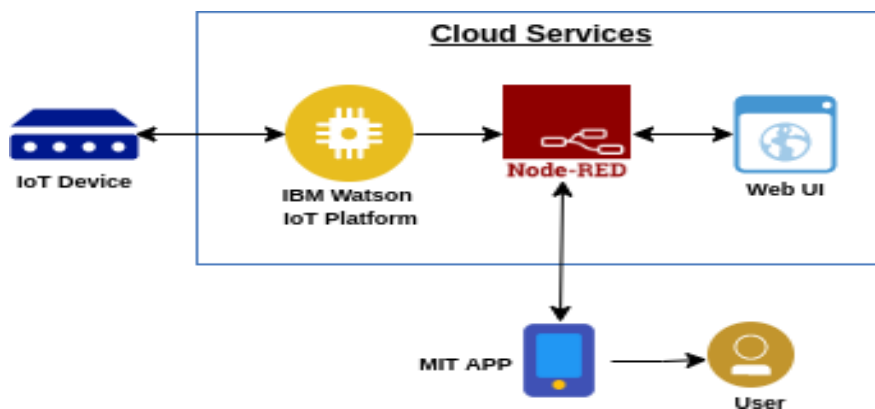 Cloud Services
IoT Device
IBM Watson
IoT Platform
Node-RED
Web UI
MIT APP
User